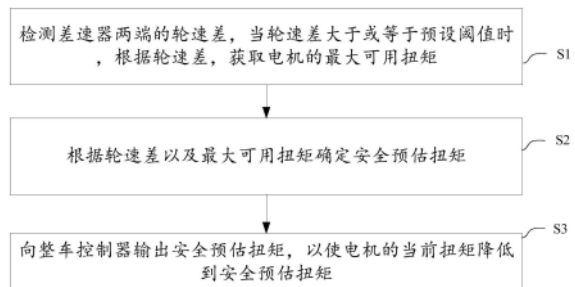 检测差速器两端的轮速差，当轮速差大于或等于预设阈值时
，根据轮速差，获取电机的最大可用扭矩
S1
根据轮速差以及最大可用扭矩确定安全预估扭矩
S2
向整车控制器输出安全预估扭矩，以使电机的当前扭矩降低
到安全预估扭矩
S3